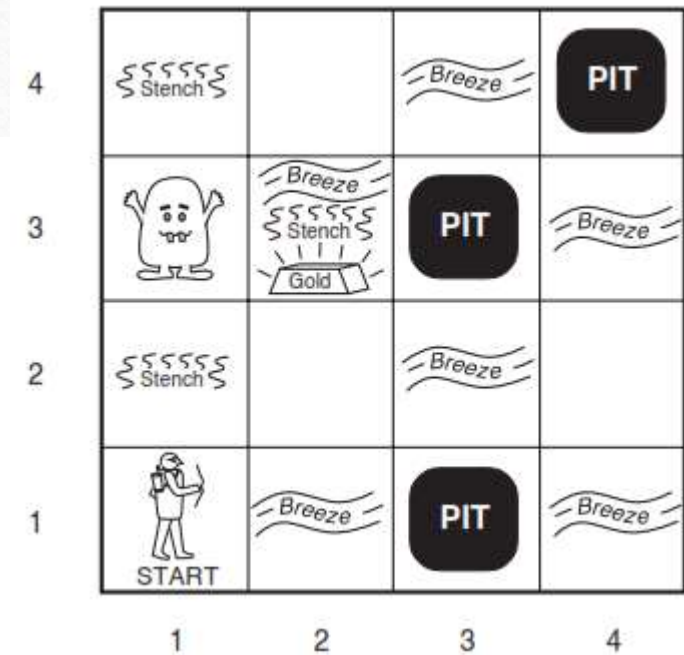 4 Stench Breeze PIT
Breeze
3 Stench PIT Breeze
Gold
2 Stench Breeze
1 Breeze PIT Breeze
START
1 2 3 4